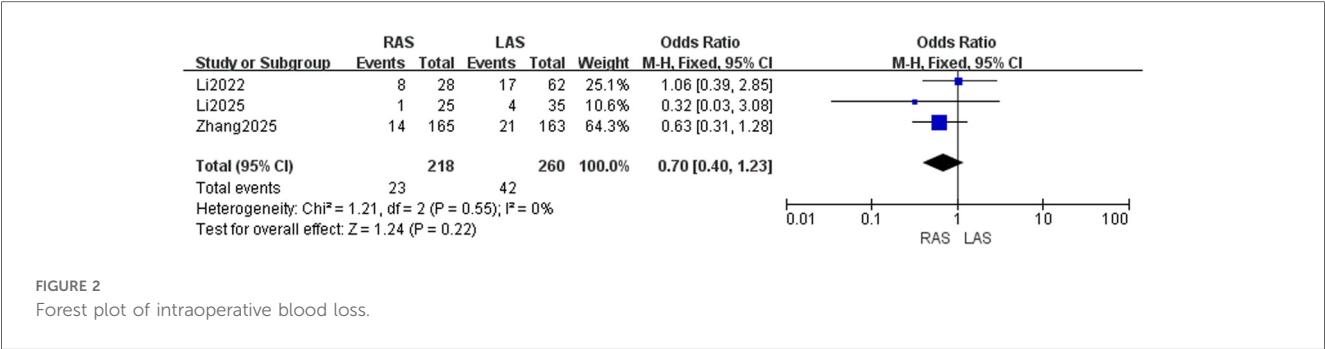 RAS LAS Odds Ratio Odds Ratio
Study or Subgroup Events Total Events Total Weight M-H, Fixed, 95% CI M-H, Fixed, 95% CI
Li2022 8 28 17 62 25.1% 1.06 [0.39, 2.85]
Li2025 1 25 4 35 10.6% 0.32 [0.03, 3.08]
Zhang2025 14 165 21 163 64.3% 0.63 [0.31, 1.28]
Total (95% CI) 218 260 100.0% 0.70 [0.40, 1.23]
Total events 23 42
Heterogeneity: Chi² = 1.21, df = 2 (P = 0.55); I² = 0%
Test for overall effect: Z = 1.24 (P = 0.22)
0.01 0.1 1 10 100
RAS LAS
FIGURE 2
Forest plot of intraoperative blood loss.